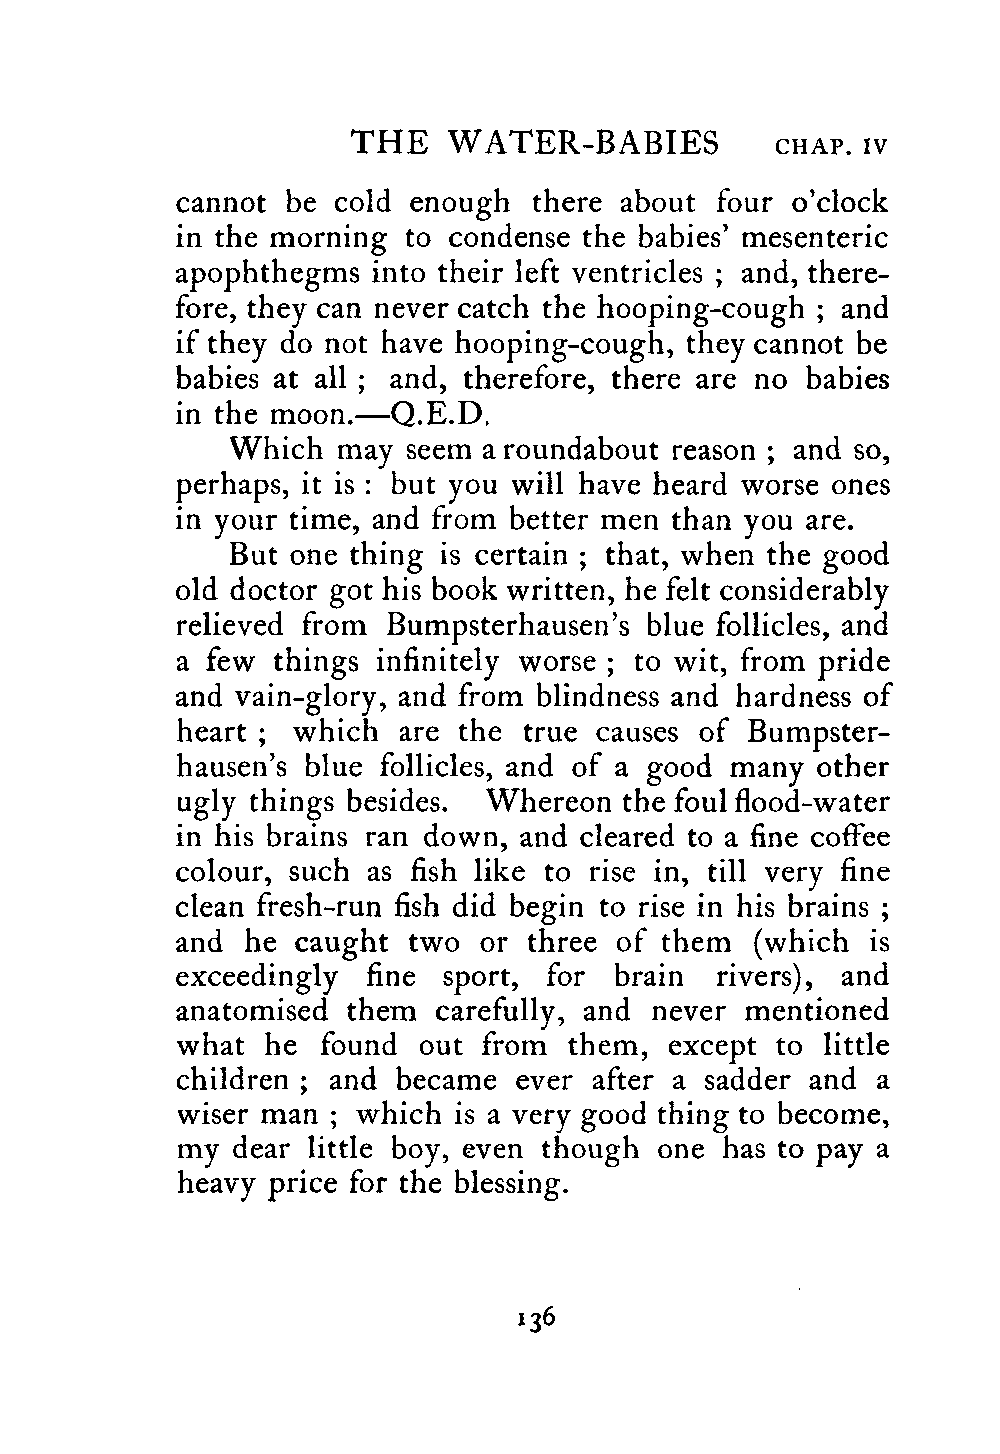 THE WATER-BABIES CHAP. IV
cannot be cold enough there about four o'clock
in the morning to condense the babies' mesenteric
apophthegms into their left ventricles ; and, there-
fore, they can never catch the hooping-cough ; and
if they do not have hooping-cough, they cannot be
babies at all ; and, therefore, there are no babies
in the moon.—Q.E.D.
Which may seem a roundabout reason ; and so,
perhaps, it is : but you will have heard worse ones
in your time, and from better men than you are.
But one thing is certain ; that, when the good
old doctor got his book written, he felt considerably
relieved from Bumpsterhausen's blue follicles, and
a few things infinitely worse ; to wit, from pride
and vain-glory, and from blindness and hardness of
heart ; which are the true causes of Bumpster-
hausen's blue follicles, and of a good many other
ugly things besides. Whereon the foul flood-water
in his brains ran down, and cleared to a fine coffee
colour, such as fish like to rise in, till very fine
clean fresh-run fish did begin to rise in his brains ;
and he caught two or three of them (which is
exceedingly fine sport, for brain rivers), and
anatomised them carefully, and never mentioned
what he found out from them, except to little
children ; and became ever after a sadder and a
wiser man ; which is a very good thing to become,
my dear little boy, even though one has to pay a
heavy price for the blessing.
136